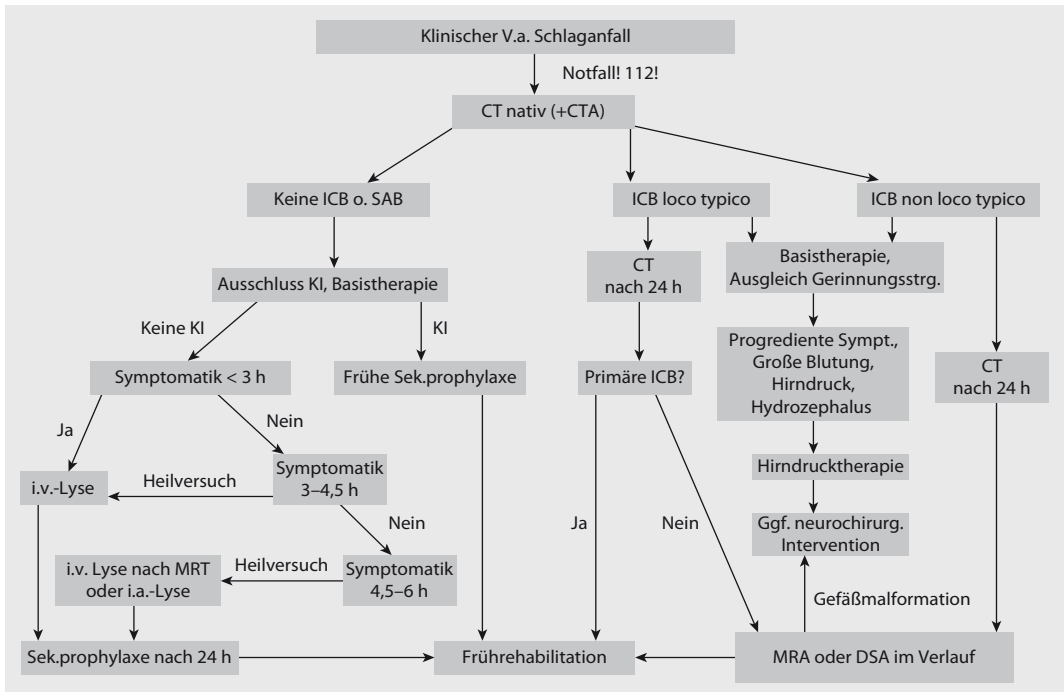 Klinischer V.a. Schlaganfall
Notfall! 112!
CT nativ (+CTA)
Keine ICB o. SAB
ICB loco typico
ICB non loco typico
Ausschluss KI, Basistherapie
CT
nach 24 h
Basistherapie,
Ausgleich Gerinnungsstrg.
Keine KI
KI
Symptomatik < 3 h
Frühe Sek.prophylaxe
Primäre ICB?
Progrediente Sympt.,
Große Blutung,
Hirndruck,
Hydrozephalus
CT
nach 24 h
Ja
Nein
i.v.-Lyse
Heilversuch
Symptomatik
3–4,5 h
Hirndrucktherapie
Nein
Ja
Nein
Ggf. neurochirurg.
Intervention
i.v. Lyse nach MRT
oder i.a.-Lyse
Heilversuch
Symptomatik
4,5–6 h
Gefäßmalformation
Sek.prophylaxe nach 24 h
Frührehabilitation
MRA oder DSA im Verlauf